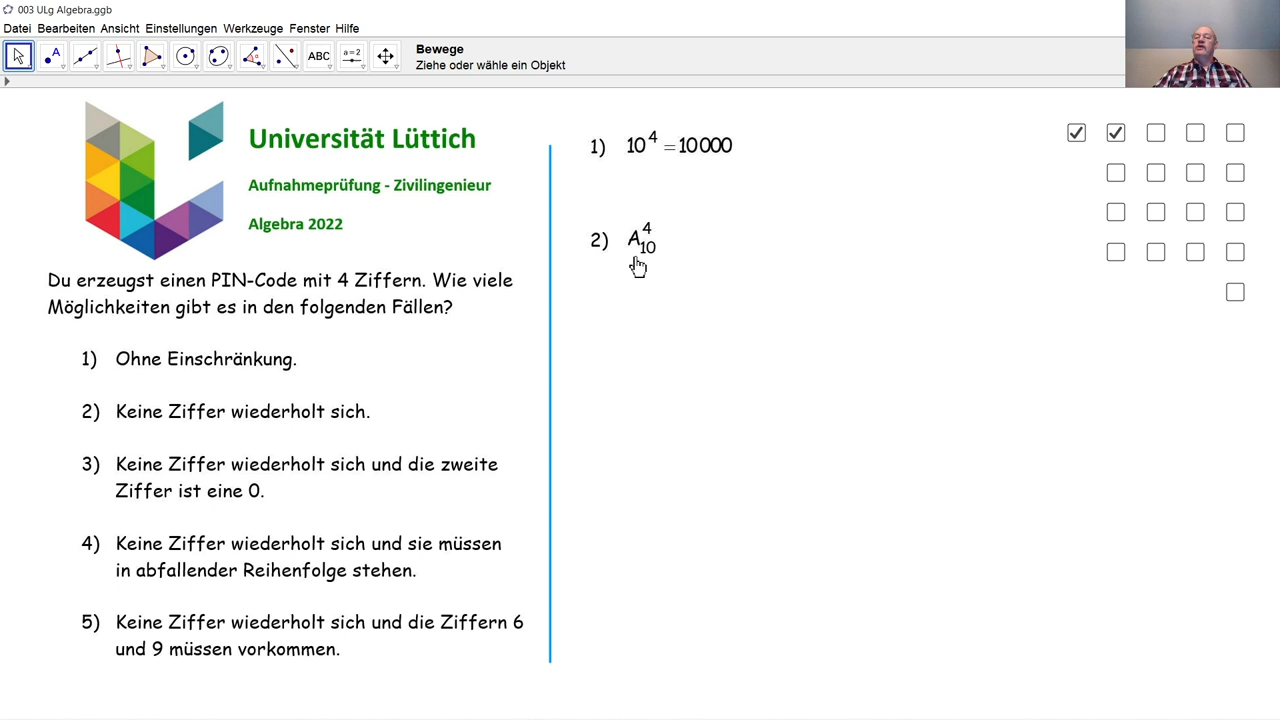 003 ULg Algebra.ggb
Datei Bearbeiten Ansicht Einstellungen Werkzeuge Fenster Hilfe
A
ABC
a=2
Bewege
Ziehe oder wähle ein Objekt
Universität Lüttich
Aufnahmeprüfung - Zivilingenieur
Algebra 2022
Du erzeugst einen PIN-Code mit 4 Ziffern. Wie viele
Möglichkeiten gibt es in den folgenden Fällen?
1) Ohne Einschränkung.
2) Keine Ziffer wiederholt sich.
3) Keine Ziffer wiederholt sich und die zweite
Ziffer ist eine 0.
4) Keine Ziffer wiederholt sich und sie müssen
in abfallender Reihenfolge stehen.
5) Keine Ziffer wiederholt sich und die Ziffern 6
und 9 müssen vorkommen.
1) 10^4 = 10000
2) A_10^4